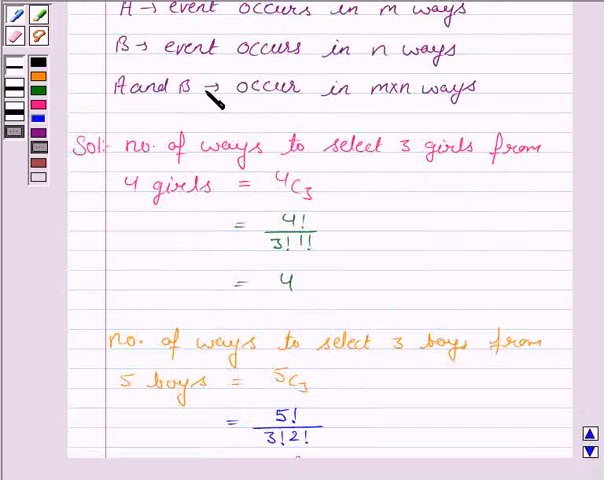 A → event occurs in m ways
B → event occurs in n ways
A and B → occur in m×n ways
Sol:- no. of ways to select 3 girls from
4 girls = 4C3
= 4!/3!1!
= 4
no. of ways to select 3 boys from
5 boys = 5C3
= 5!/3!2!